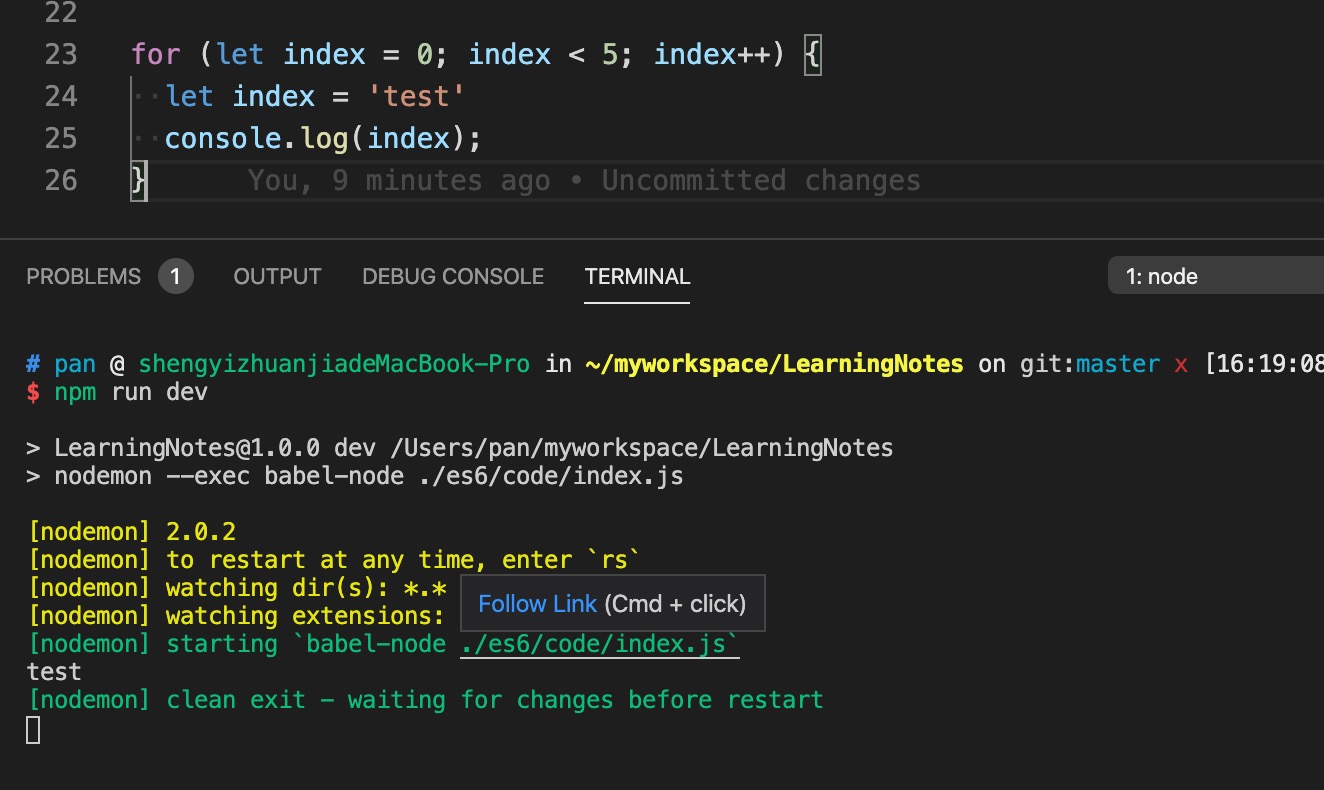 22
23 for (let index = 0; index < 5; index++) {
24 ··let index = 'test'
25 ··console.log(index);
26 } You, 9 minutes ago • Uncommitted changes
PROBLEMS 1 OUTPUT DEBUG CONSOLE TERMINAL 1: node
# pan @ shengyizhuanjiadeMacBook-Pro in ~/myworkspace/LearningNotes on git:master x [16:19:08
$ npm run dev
> LearningNotes@1.0.0 dev /Users/pan/myworkspace/LearningNotes
> nodemon --exec babel-node ./es6/code/index.js
[nodemon] 2.0.2
[nodemon] to restart at any time, enter `rs`
[nodemon] watching dir(s): *.*
Follow Link (Cmd + click)
[nodemon] watching extensions:
[nodemon] starting `babel-node ./es6/code/index.js`
test
[nodemon] clean exit - waiting for changes before restart